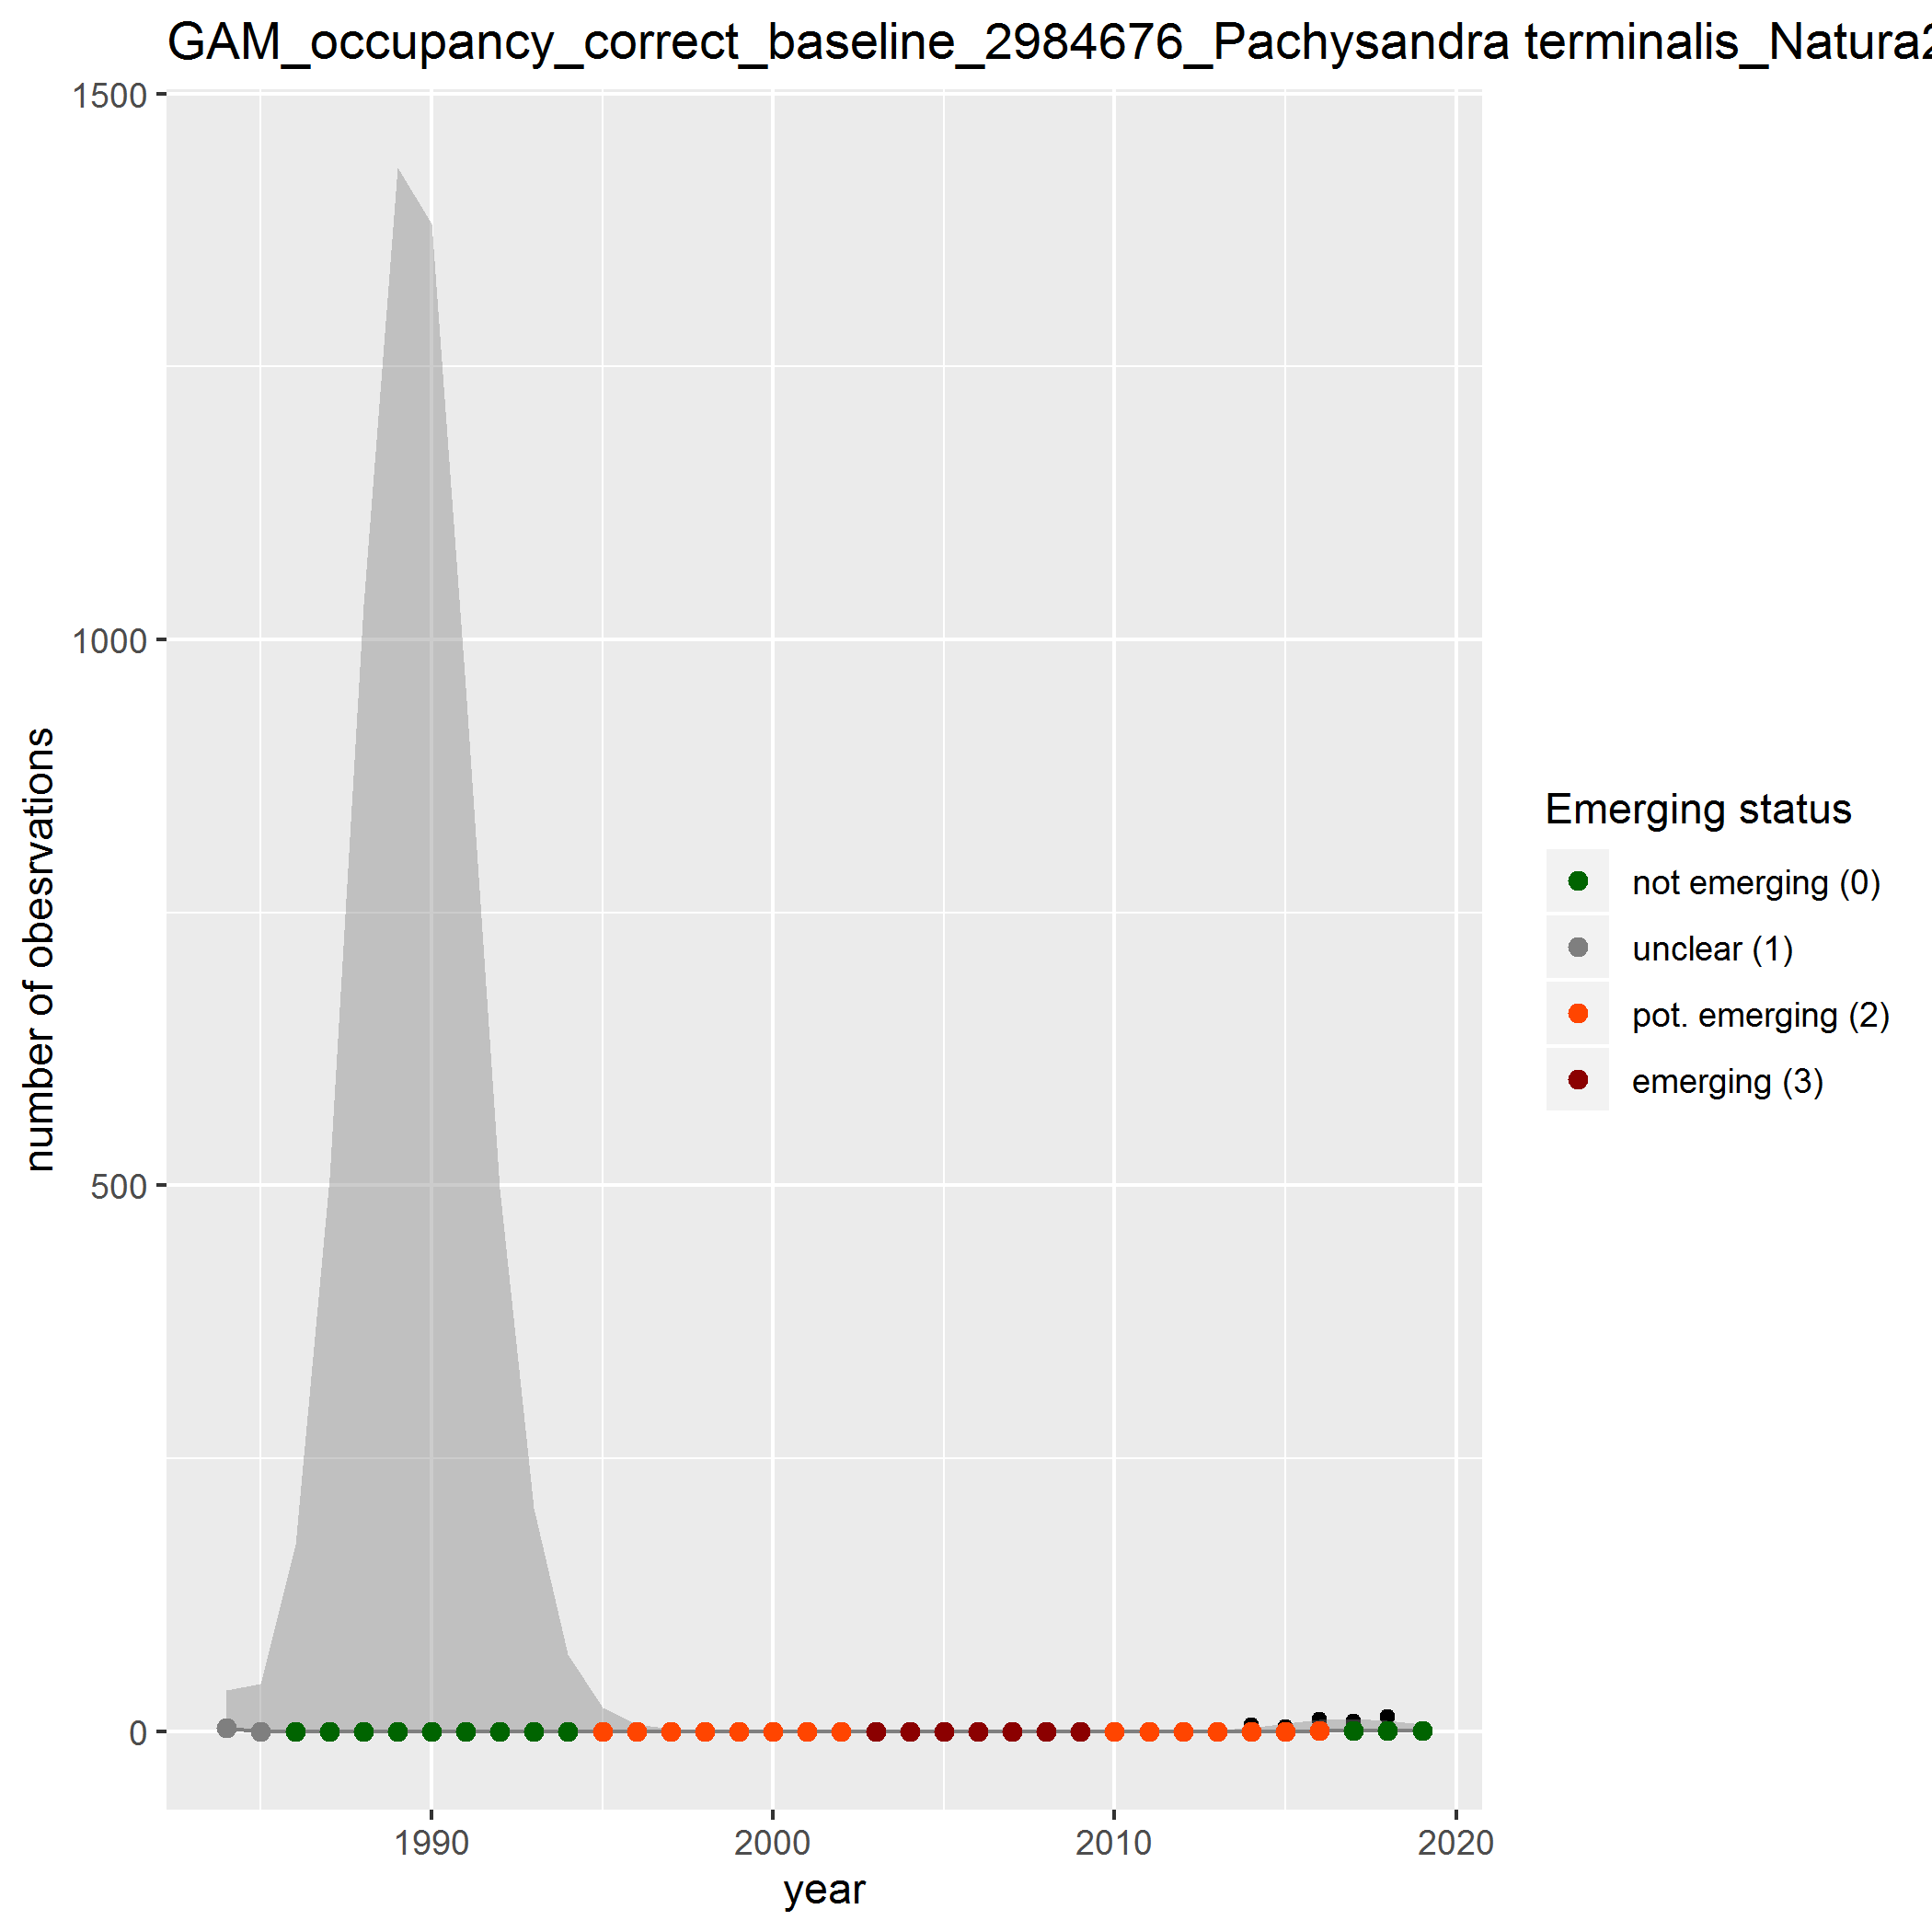 GAM_occupancy_correct_baseline_2984676_Pachysandra terminalis_Natura2
1500
1000
500
0
number of obesrvations
1990
2000
2010
2020
year
Emerging status
not emerging (0)
unclear (1)
pot. emerging (2)
emerging (3)